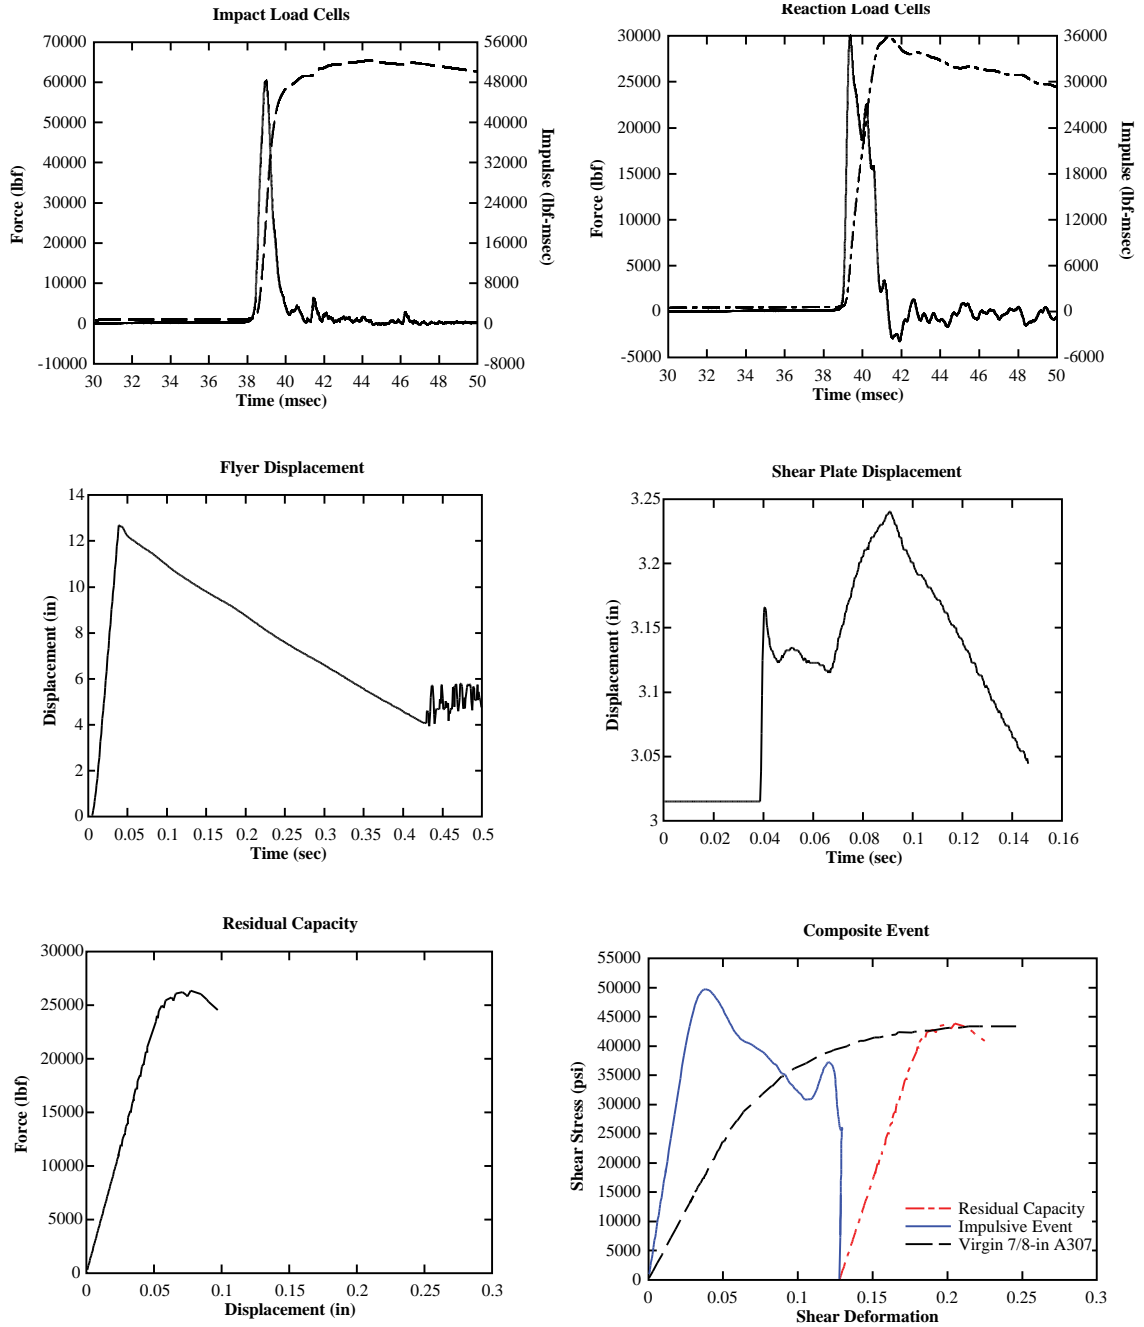 Impact Load Cells
70000
60000
50000
40000
30000
20000
10000
0
-10000
56000
48000
40000
32000
24000
16000
8000
0
-8000
30 32 34 36 38 40 42 44 46 48 50
Force (lbf)
Impulse (lbf-msec)
Time (msec)
Reaction Load Cells
30000
25000
20000
15000
10000
5000
0
-5000
36000
30000
24000
18000
12000
6000
0
-6000
30 32 34 36 38 40 42 44 46 48 50
Force (lbf)
Impulse (lbf-msec)
Time (msec)
Flyer Displacement
14
12
10
8
6
4
2
0
0 0.05 0.1 0.15 0.2 0.25 0.3 0.35 0.4 0.45 0.5
Displacement (in)
Time (sec)
Shear Plate Displacement
3.25
3.2
3.15
3.1
3.05
3
0 0.02 0.04 0.06 0.08 0.1 0.12 0.14 0.16
Displacement (in)
Time (sec)
Residual Capacity
30000
25000
20000
15000
10000
5000
0
0 0.05 0.1 0.15 0.2 0.25 0.3
Force (lbf)
Displacement (in)
Composite Event
55000
50000
45000
40000
35000
30000
25000
20000
15000
10000
5000
0
0 0.05 0.1 0.15 0.2 0.25 0.3
Shear Stress (psi)
Shear Deformation
Residual Capacity
Impulsive Event
Virgin 7/8-in A307